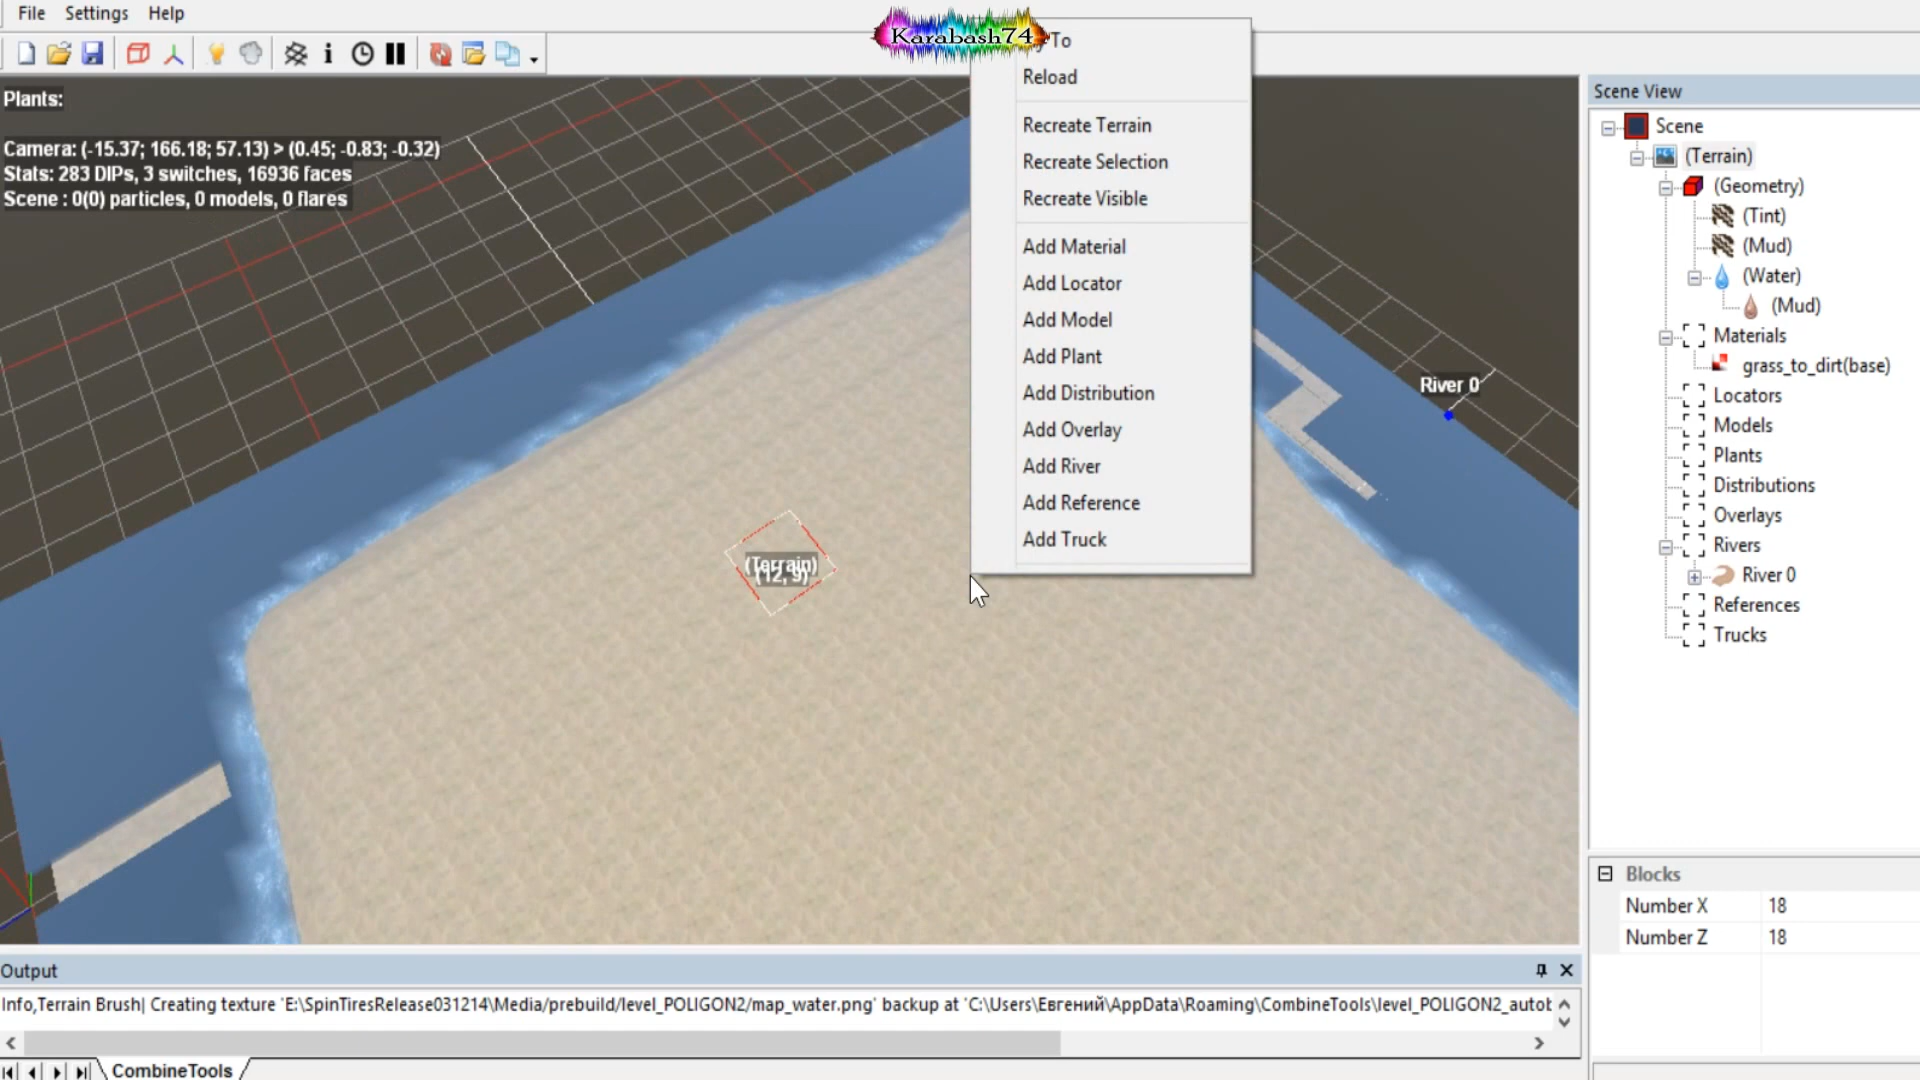 File Settings Help
Karabash74
y To
Reload
Recreate Terrain
Recreate Selection
Recreate Visible
Add Material
Add Locator
Add Model
Add Plant
Add Distribution
Add Overlay
Add River
Add Reference
Add Truck
Plants:
Camera: (-15.37; 166.18; 57.13) > (0.45; -0.83; -0.32)
Stats: 283 DIPs, 3 switches, 16936 faces
Scene : 0(0) particles, 0 models, 0 flares
River 0
(Terrain)
(12, 9)
Scene View
Scene
(Terrain)
(Geometry)
(Tint)
(Mud)
(Water)
(Mud)
Materials
grass_to_dirt(base)
Locators
Models
Plants
Distributions
Overlays
Rivers
River 0
References
Trucks
Blocks
Number X 18
Number Z 18
Output
Info,Terrain Brush| Creating texture 'E:\SpinTiresRelease031214\Media/prebuild/level_POLIGON2/map_water.png' backup at 'C:\Users\Евгений\AppData\Roaming\CombineTools\level_POLIGON2_autob
CombineTools